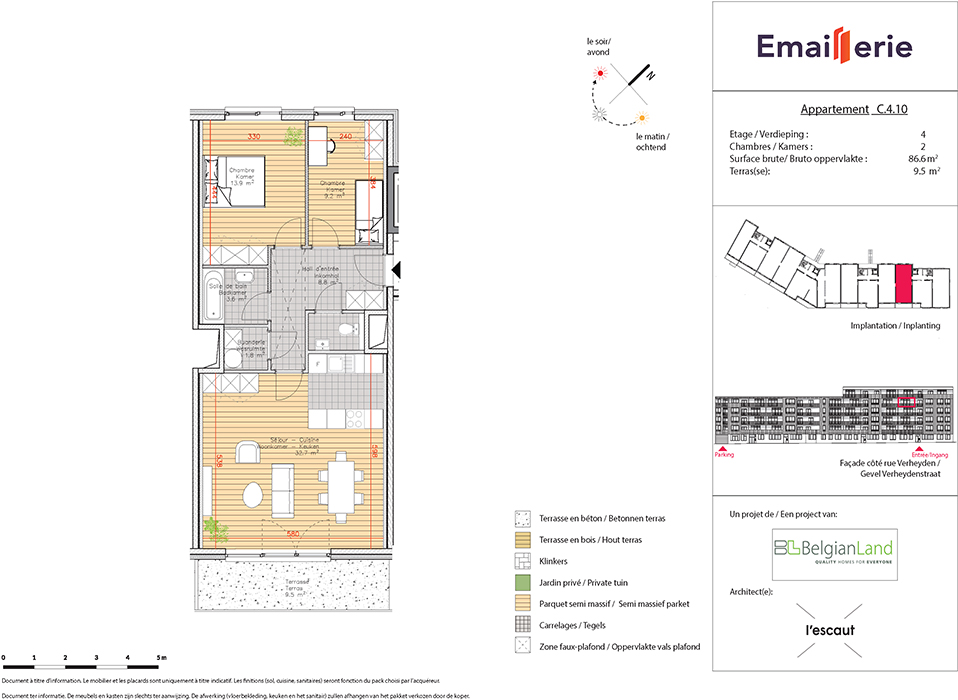 le soir/
avond
N
le matin /
ochtend
330
240
Chambre
Kamer
13.9 m²
444
Chambre
Kamer
9.2 m²
384
Hall d'entrée
Inkomhal
8.8 m²
Salle de bain
Badkamer
3.6 m²
Buanderie
Wasruimte
1.8 m²
F
Séjour - Cuisine
Woonkamer - Keuken
32.7 m²
538
598
560
Terrasse
Terras
9.5 m²
Terrasse en béton / Betonnen terras
Terrasse en bois / Hout terras
Klinkers
Jardin privé / Private tuin
Parquet semi massif / Semi massief parket
Carrelages / Tegels
Zone faux-plafond / Oppervlakte vals plafond
0 1 2 3 4 5 m
Document à titre d'information. Le mobilier et les placards sont uniquement à titre indicatif. Les finitions (sol, cuisine, sanitaires) seront fonction du pack choisis par l'acquéreur.
Document ter informatie. De meubels en kasten zijn slechts ter aanwijzing. De afwerking (vloerbekleding, keuken en het sanitair) zullen afhangen van het pakket verkozen door de koper.
Emaillerie
Appartement C.4.10
Etage / Verdieping : 4
Chambres / Kamers : 2
Surface brute/ Bruto oppervlakte : 86.6 m²
Terras(se): 9.5 m²
Implantation / Inplanting
Parking
Entrée/Ingang
Façade côté rue Verheyden /
Gevel Verheydenstraat
Un projet de / Een project van:
BelgianLand
QUALITY HOMES FOR EVERYONE
Architect(e):
l'escaut